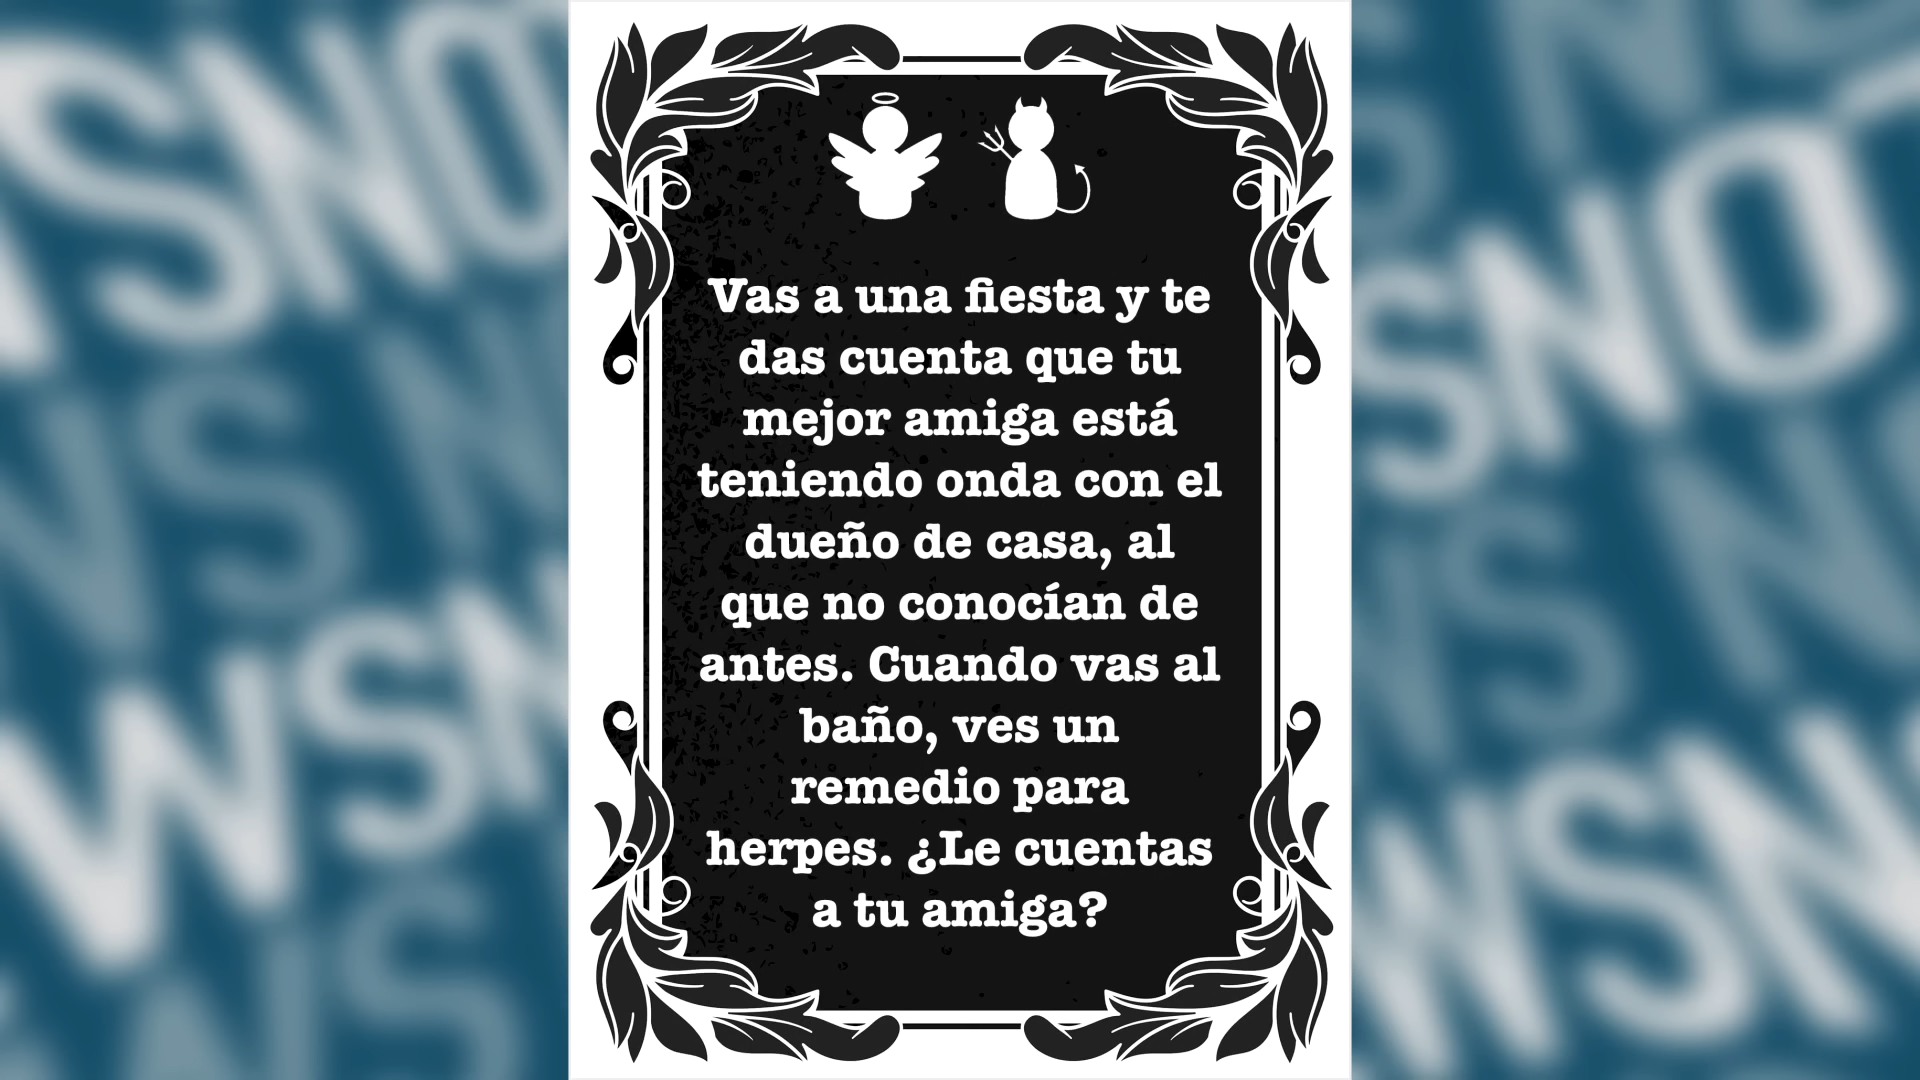 Vas a una fiesta y te
das cuenta que tu
mejor amiga está
teniendo onda con el
dueño de casa, al
que no conocían de
antes. Cuando vas al
baño, ves un
remedio para
herpes. ¿Le cuentas
a tu amiga?